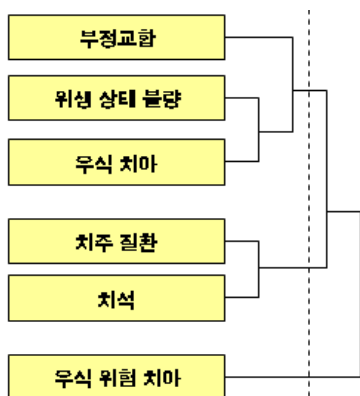 부정교합
위생 상태 불량
우식 치아
치주 질환
치석
우식 위험 치아